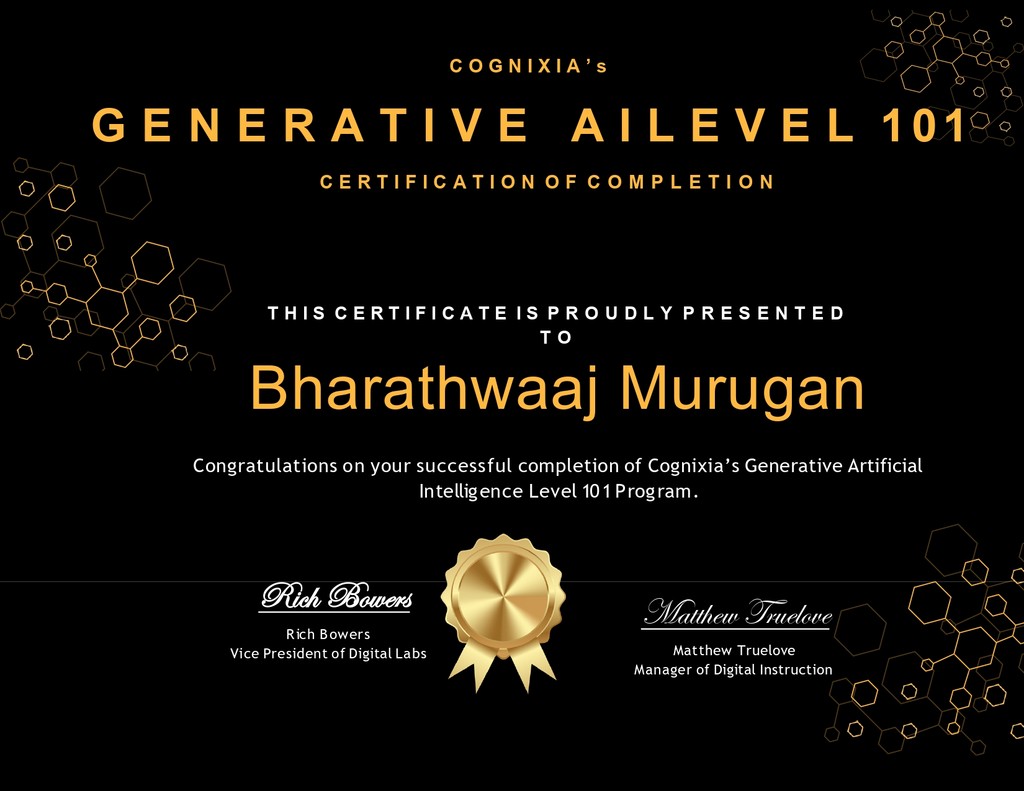 COGNIXIA’s
GENERATIVE AILEVEL 101
CERTIFICATION OF COMPLETION
THIS CERTIFICATE IS PROUDLY PRESENTED
TO
Bharathwaaj Murugan
Congratulations on your successful completion of Cognixia’s Generative Artificial
Intelligence Level 101 Program.
Rich Bowers
Rich Bowers
Vice President of Digital Labs
Matthew Truelove
Matthew Truelove
Manager of Digital Instruction